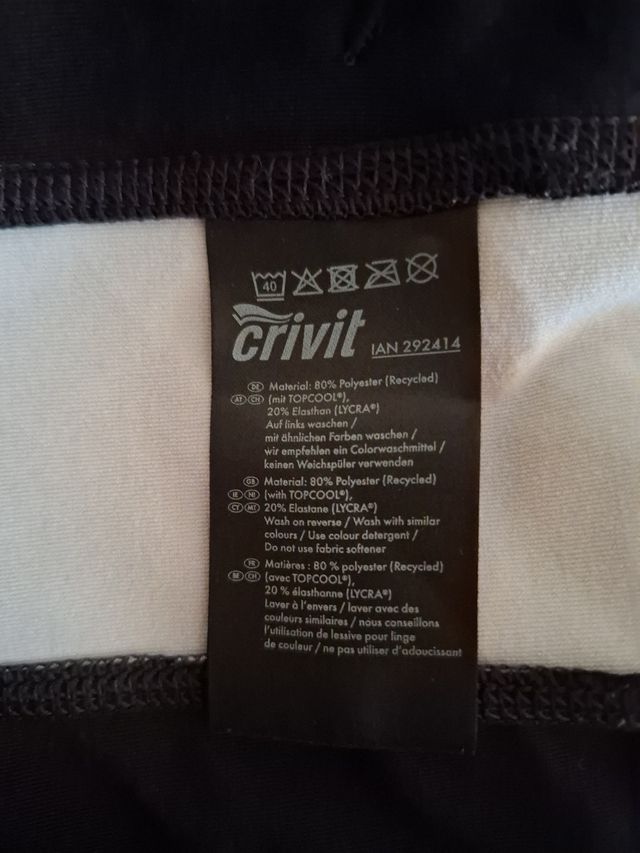 40
crivit IAN 292414
DE Material: 80% Polyester (Recycled)
AT CH (mit TOPCOOL®),
20% Elasthan (LYCRA®)
Auf links waschen /
mit ähnlichen Farben waschen /
wir empfehlen ein Colorwaschmittel /
keinen Weichspüler verwenden
GB Material: 80% Polyester (Recycled)
IE NI (with TOPCOOL®),
CY MT 20% Elastane (LYCRA®)
Wash on reverse / Wash with similar
colours / Use colour detergent /
Do not use fabric softener
FR Matières : 80 % polyester (Recycled)
BE CH (avec TOPCOOL®),
20 % élasthanne (LYCRA®)
Laver à l'envers / laver avec des
couleurs similaires / nous conseillons
l'utilisation de lessive pour linge
de couleur / ne pas utiliser d'adoucissant